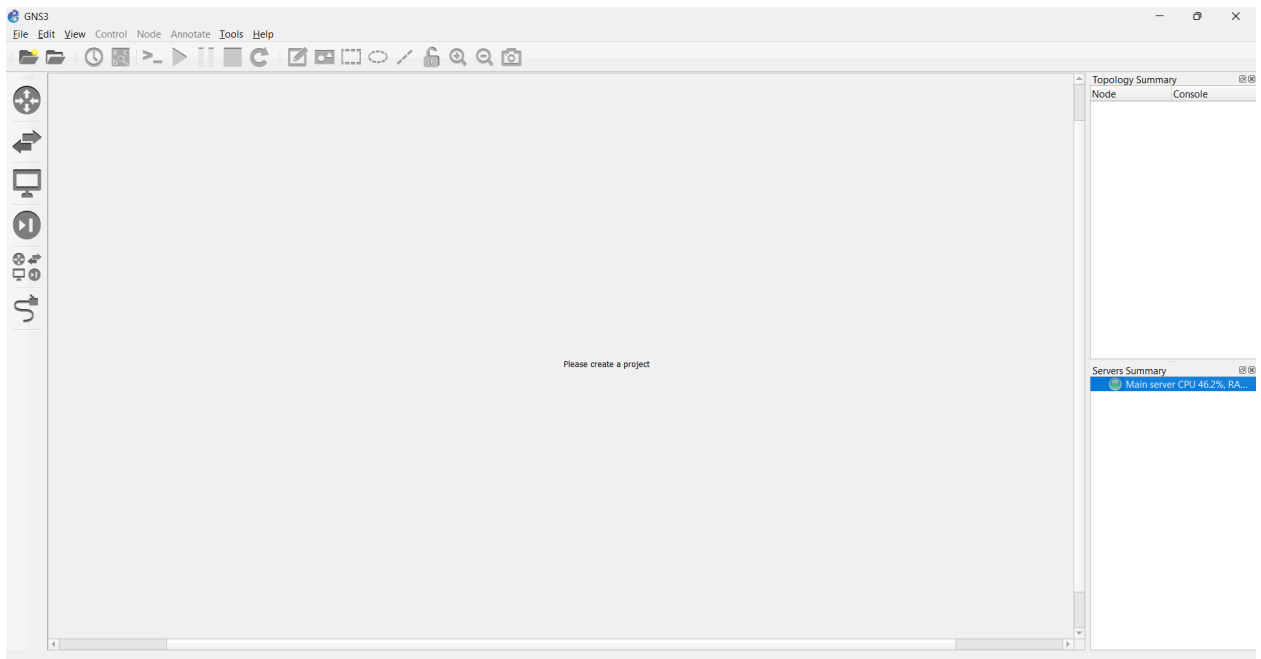 GNS3
File Edit View Control Node Annotate Tools Help
Topology Summary
Node Console
Please create a project
Servers Summary
Main server CPU 46.2%, RA...